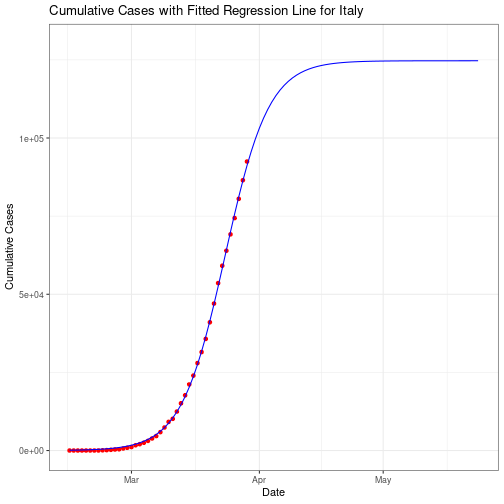 Cumulative Cases with Fitted Regression Line for Italy
Cumulative Cases
1e+05
5e+04
0e+00
Mar Apr May
Date